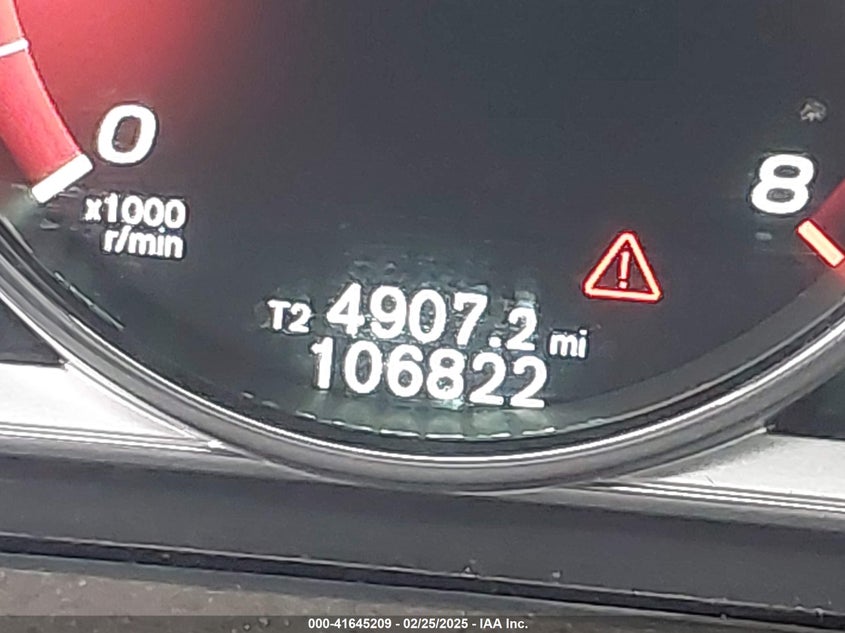 0
8
x1000
r/min
!
T2 4907.2 mi
106822
000-41645209 - 02/25/2025 - IAA Inc.